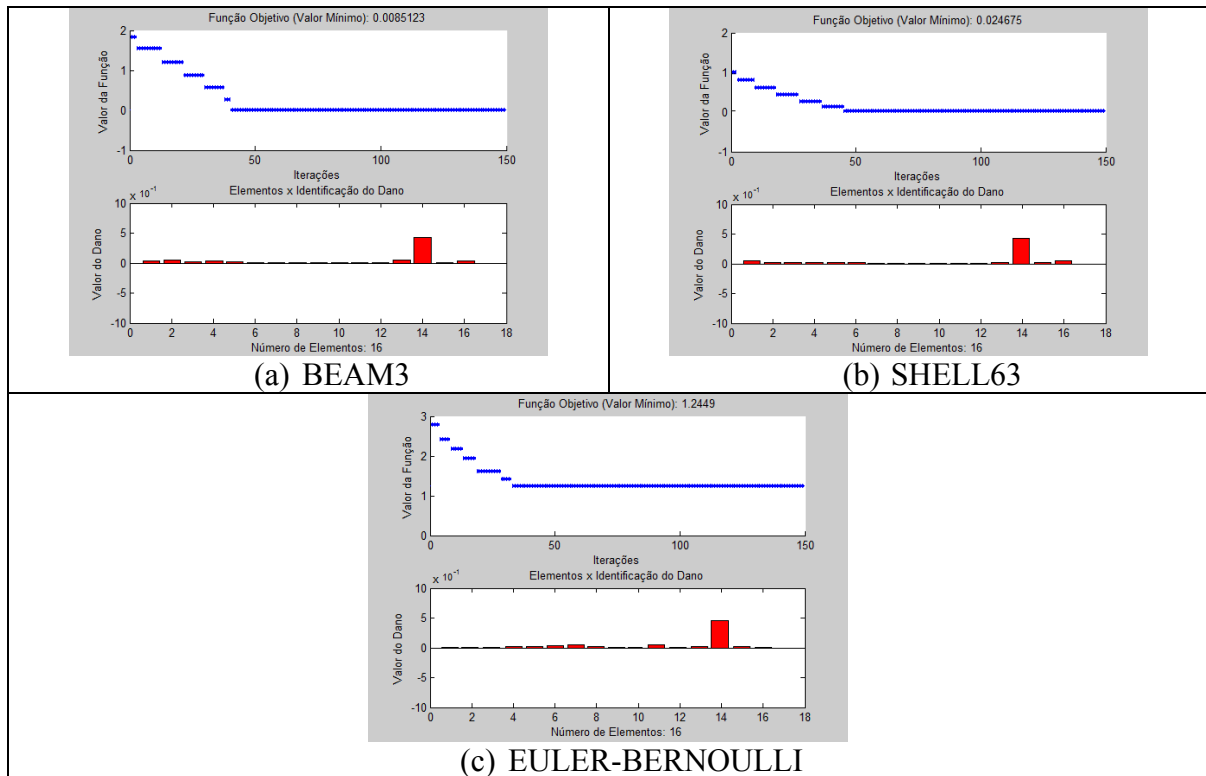 Função Objetivo (Valor Mínimo): 0.0085123
Valor da Função
2
1
0
-1
0 50 100 150
Iterações
Elementos x Identificação do Dano
x 10⁻¹
Valor do Dano
10
5
0
-5
-10
0 2 4 6 8 10 12 14 16 18
Número de Elementos: 16
(a) BEAM3
Função Objetivo (Valor Mínimo): 0.024675
Valor da Função
2
1
0
-1
0 50 100 150
Iterações
Elementos x Identificação do Dano
x 10⁻¹
Valor do Dano
10
5
0
-5
-10
0 2 4 6 8 10 12 14 16 18
Número de Elementos: 16
(b) SHELL63
Função Objetivo (Valor Mínimo): 1.2449
Valor da Função
3
2
1
0
0 50 100 150
Iterações
Elementos x Identificação do Dano
x 10⁻¹
Valor do Dano
10
5
0
-5
-10
0 2 4 6 8 10 12 14 16 18
Número de Elementos: 16
(c) EULER-BERNOULLI